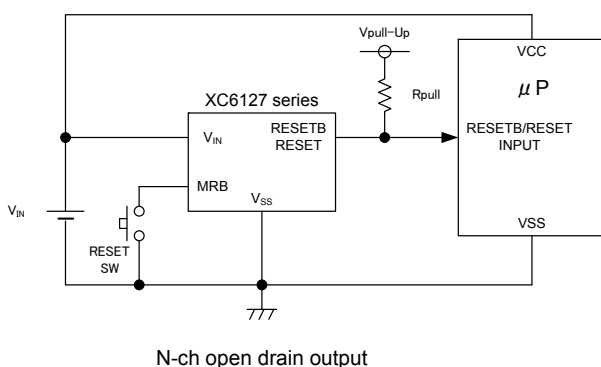 Vpull-Up
VCC
μP
Rpull
XC6127 series
RESETB
RESET
VIN
RESETB/RESET
INPUT
MRB
VSS
VIN
VSS
RESET
SW
N-ch open drain output